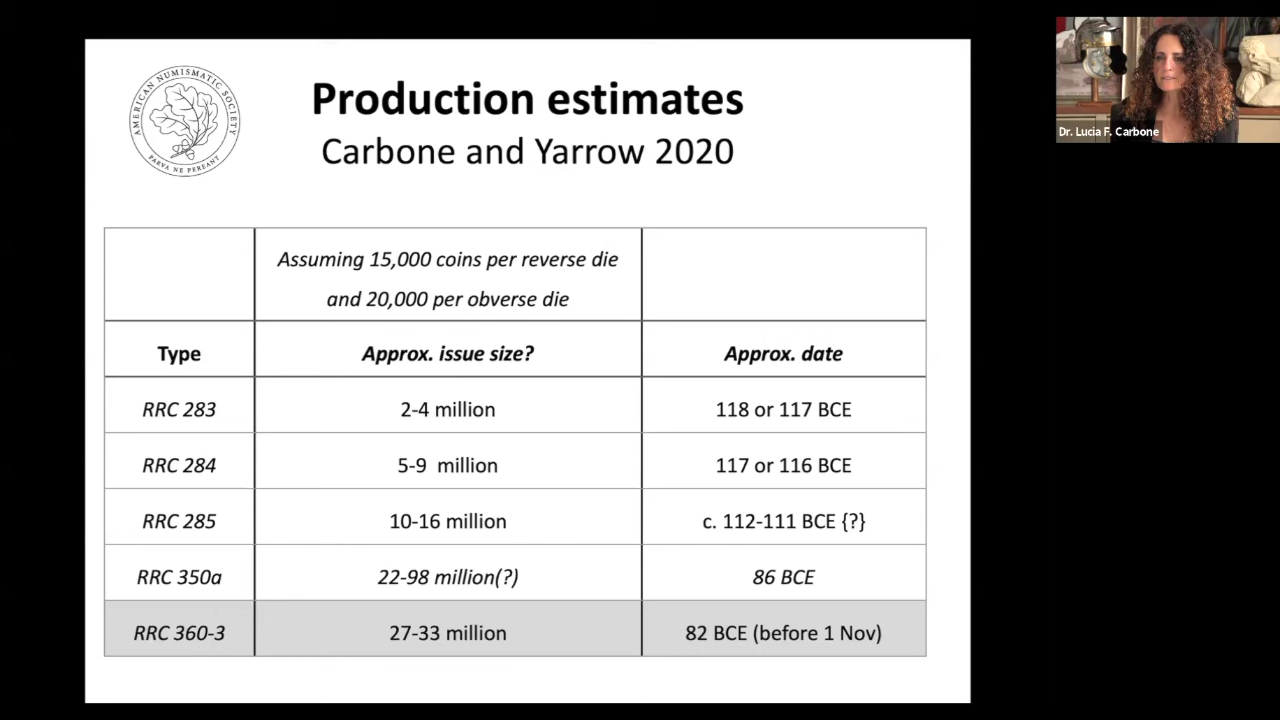 AMERICAN NUMISMATIC SOCIETY
PARVA NE PEREANT
Production estimates
Carbone and Yarrow 2020
Dr. Lucia F. Carbone
Assuming 15,000 coins per reverse die
and 20,000 per obverse die
Type Approx. issue size? Approx. date
RRC 283 2-4 million 118 or 117 BCE
RRC 284 5-9 million 117 or 116 BCE
RRC 285 10-16 million c. 112-111 BCE {?}
RRC 350a 22-98 million(?) 86 BCE
RRC 360-3 27-33 million 82 BCE (before 1 Nov)